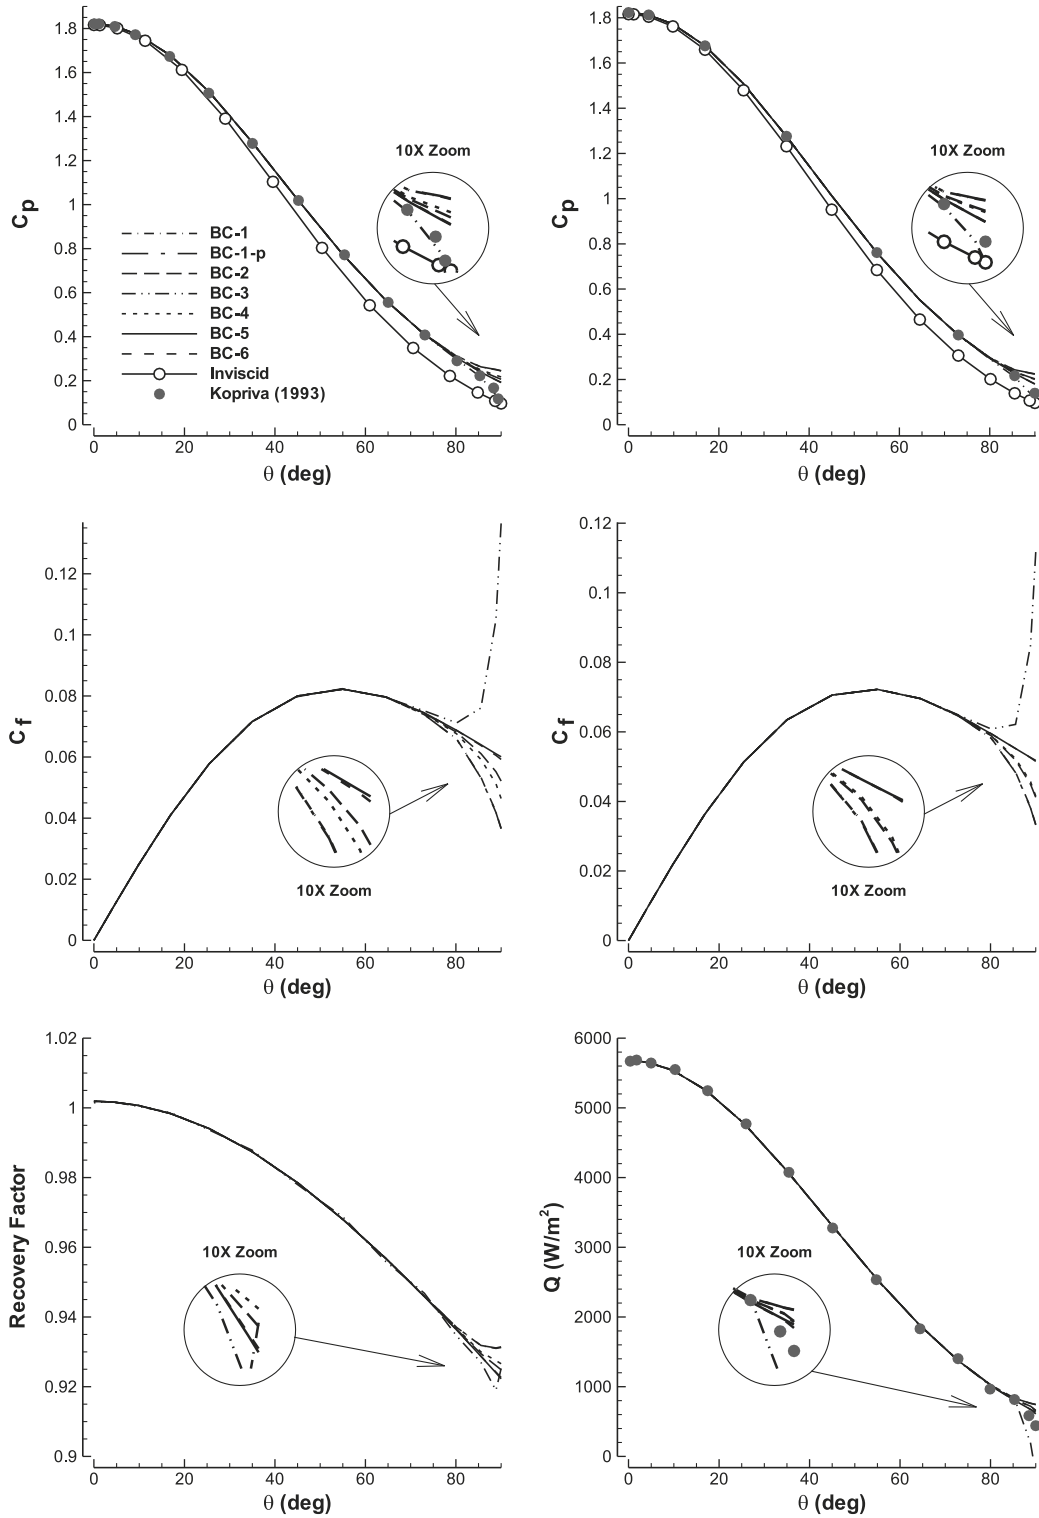 1.8
1.6
1.4
1.2
1
0.8
0.6
0.4
0.2
0
Cp
10X Zoom
BC-1
BC-1-p
BC-2
BC-3
BC-4
BC-5
BC-6
Inviscid
Kopriva (1993)
0 20 40 60 80
θ (deg)
1.8
1.6
1.4
1.2
1
0.8
0.6
0.4
0.2
0
Cp
10X Zoom
0 20 40 60 80
θ (deg)
0.12
0.1
0.08
0.06
0.04
0.02
0
Cf
10X Zoom
0 20 40 60 80
θ (deg)
0.12
0.1
0.08
0.06
0.04
0.02
0
Cf
10X Zoom
0 20 40 60 80
θ (deg)
1.02
1
0.98
0.96
0.94
0.92
0.9
Recovery Factor
10X Zoom
0 20 40 60 80
θ (deg)
6000
5000
4000
3000
2000
1000
0
Q (W/m²)
10X Zoom
0 20 40 60 80
θ (deg)